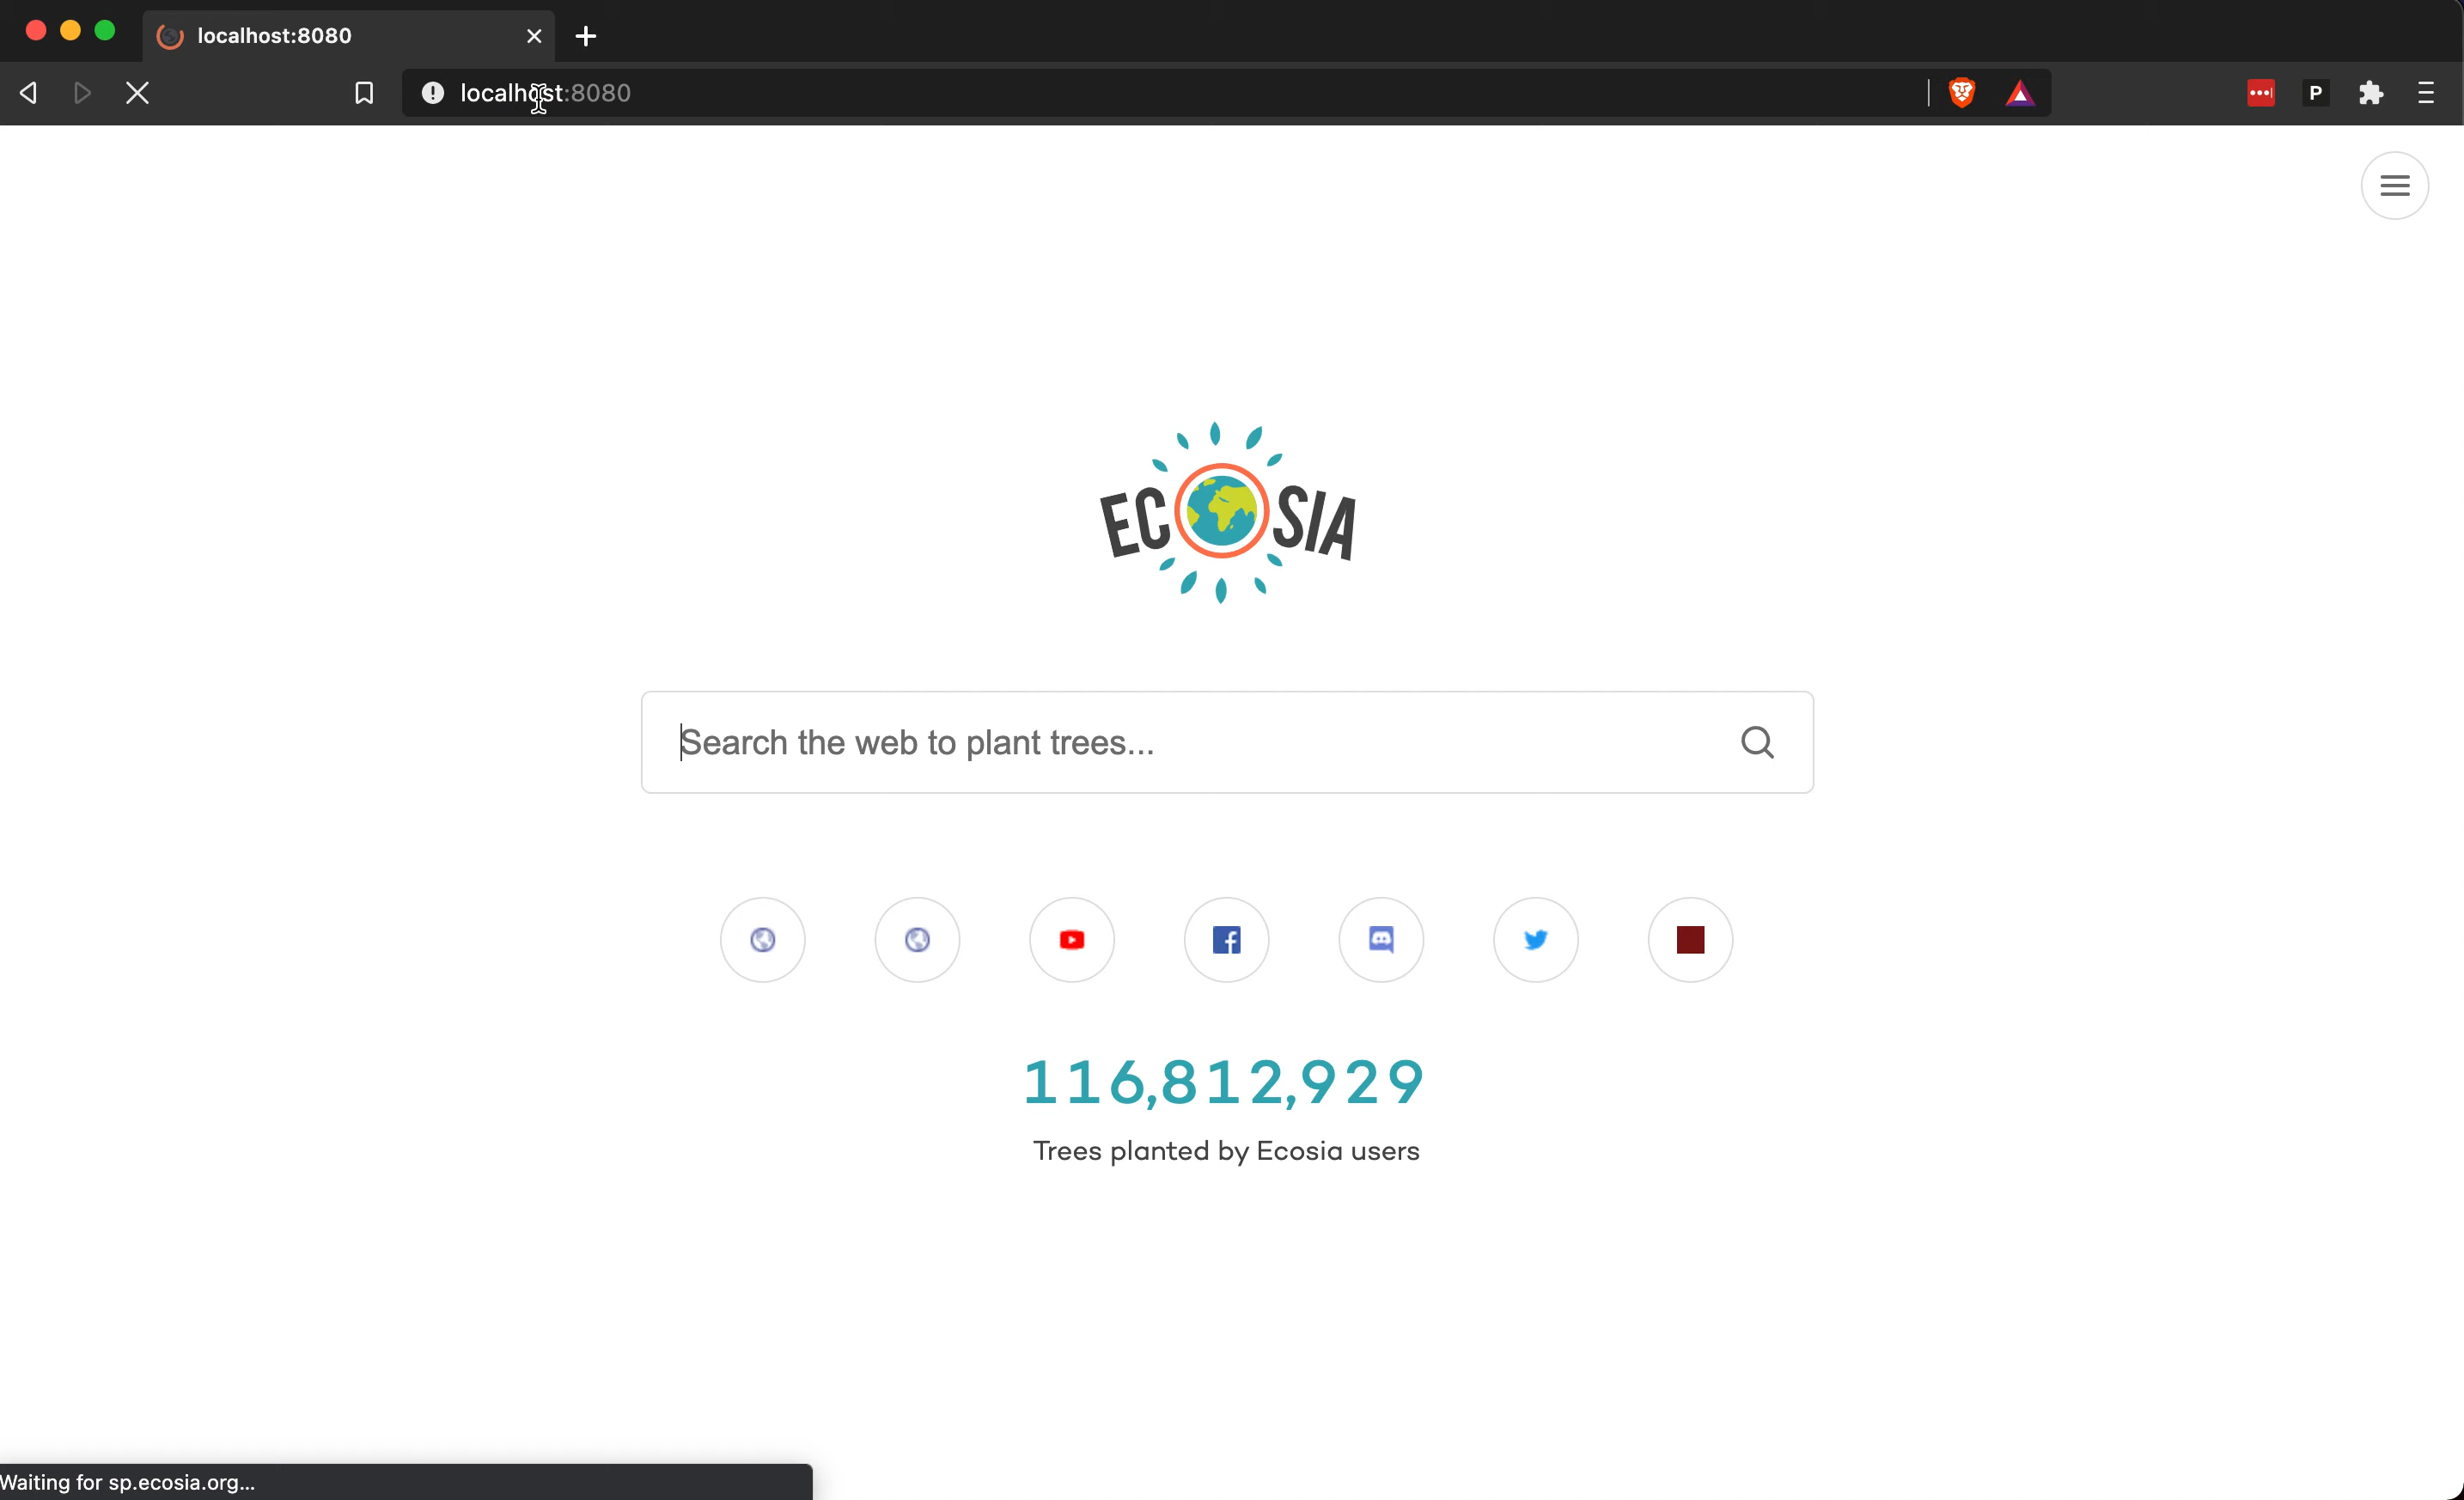 localhost:8080
localhost:8080
P
ECOSIA
Search the web to plant trees...
116,812,929
Trees planted by Ecosia users
Waiting for sp.ecosia.org...